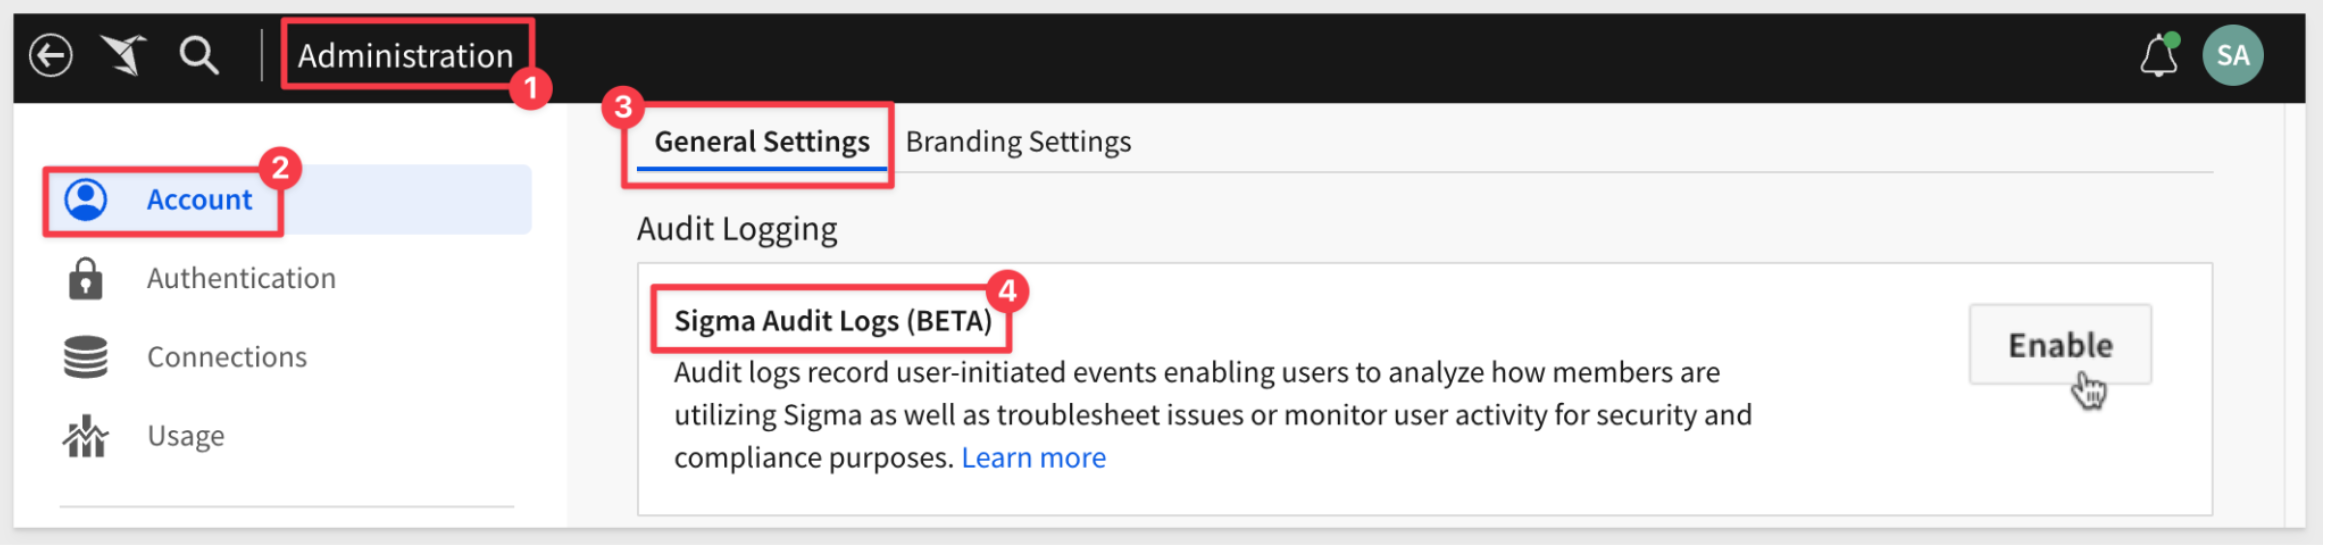 Administration
1
SA
3
General Settings
Branding Settings
2
Account
Authentication
Connections
Usage
Audit Logging
4
Sigma Audit Logs (BETA)
Audit logs record user-initiated events enabling users to analyze how members are
utilizing Sigma as well as troubleshet issues or monitor user activity for security and
compliance purposes. Learn more
Enable